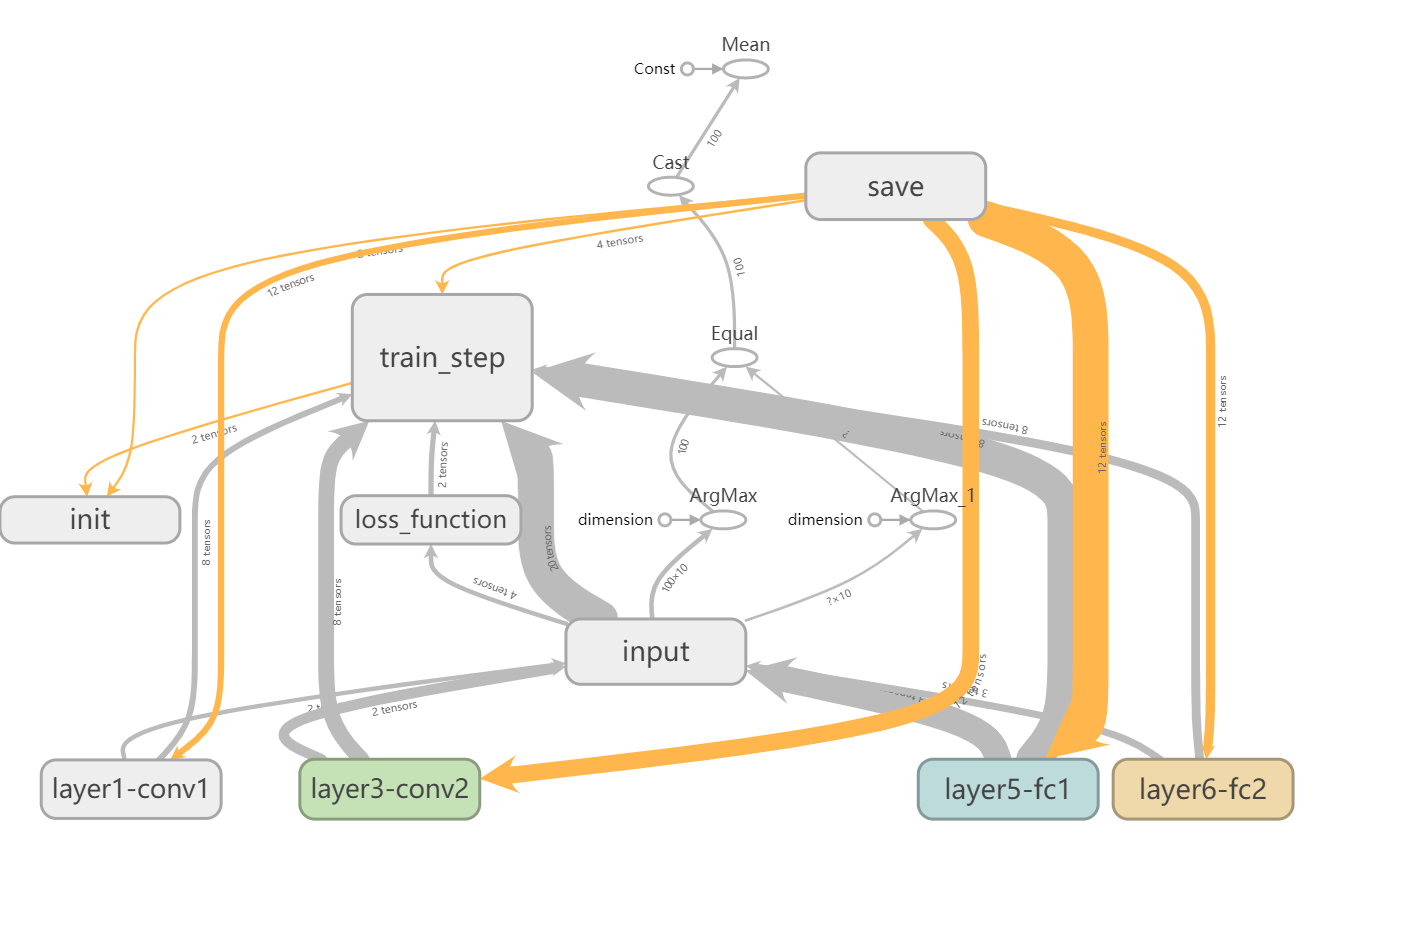 Mean
Const
100
Cast
save
4 tensors
12 tensors
100
Equal
train_step
12 tensors
2 tensors
8 tensors
100
?
12 tensors
2 tensors
ArgMax
ArgMax_1
init
loss_function
dimension
dimension
8 tensors
20 tensors
4 tensors
100×10
?×10
8 tensors
input
2 tensors
layer1-conv1
layer3-conv2
layer5-fc1
layer6-fc2